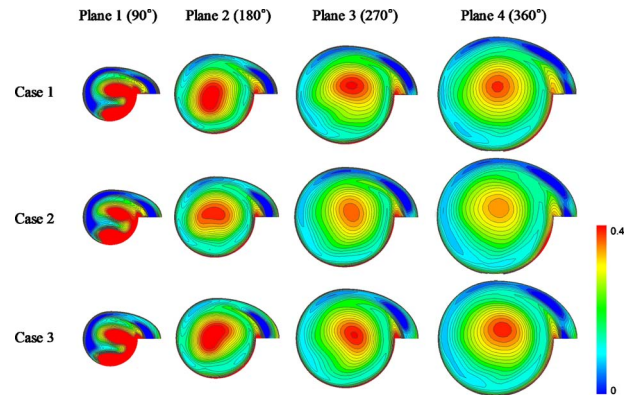 Plane 1 (90°) Plane 2 (180°) Plane 3 (270°) Plane 4 (360°)
Case 1
Case 2
0.4
Case 3
0